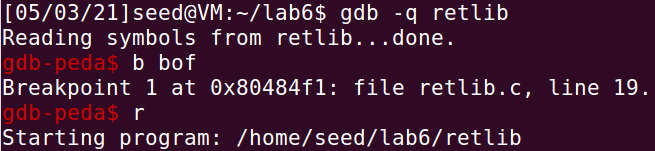 [05/03/21]seed@VM:~/lab6$ gdb -q retlib
Reading symbols from retlib...done.
gdb-peda$ b bof
Breakpoint 1 at 0x80484f1: file retlib.c, line 19.
gdb-peda$ r
Starting program: /home/seed/lab6/retlib